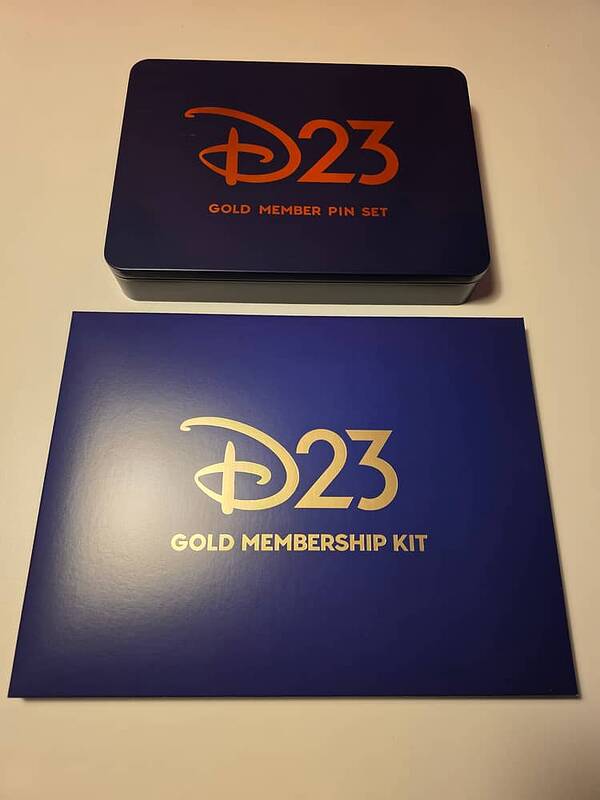 D23
GOLD MEMBER PIN SET
D23
GOLD MEMBERSHIP KIT